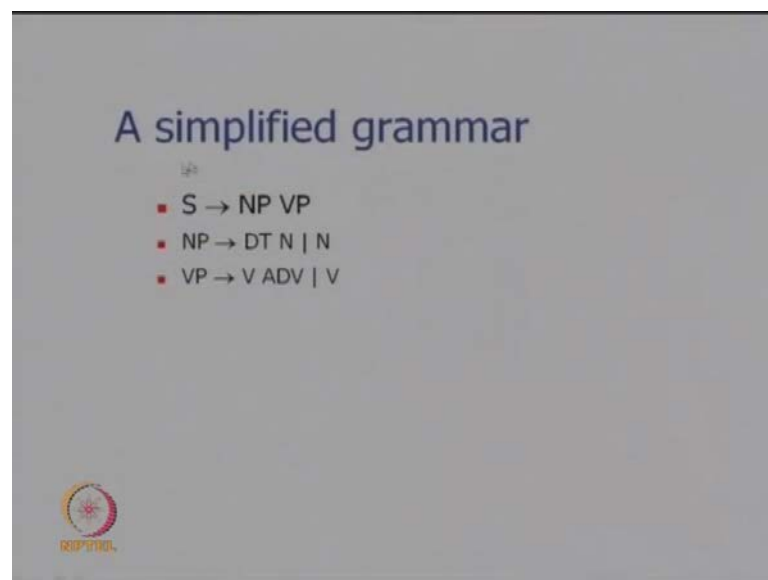 A simplified grammar
S → NP VP
NP → DT N | N
VP → V ADV | V
NPTEL